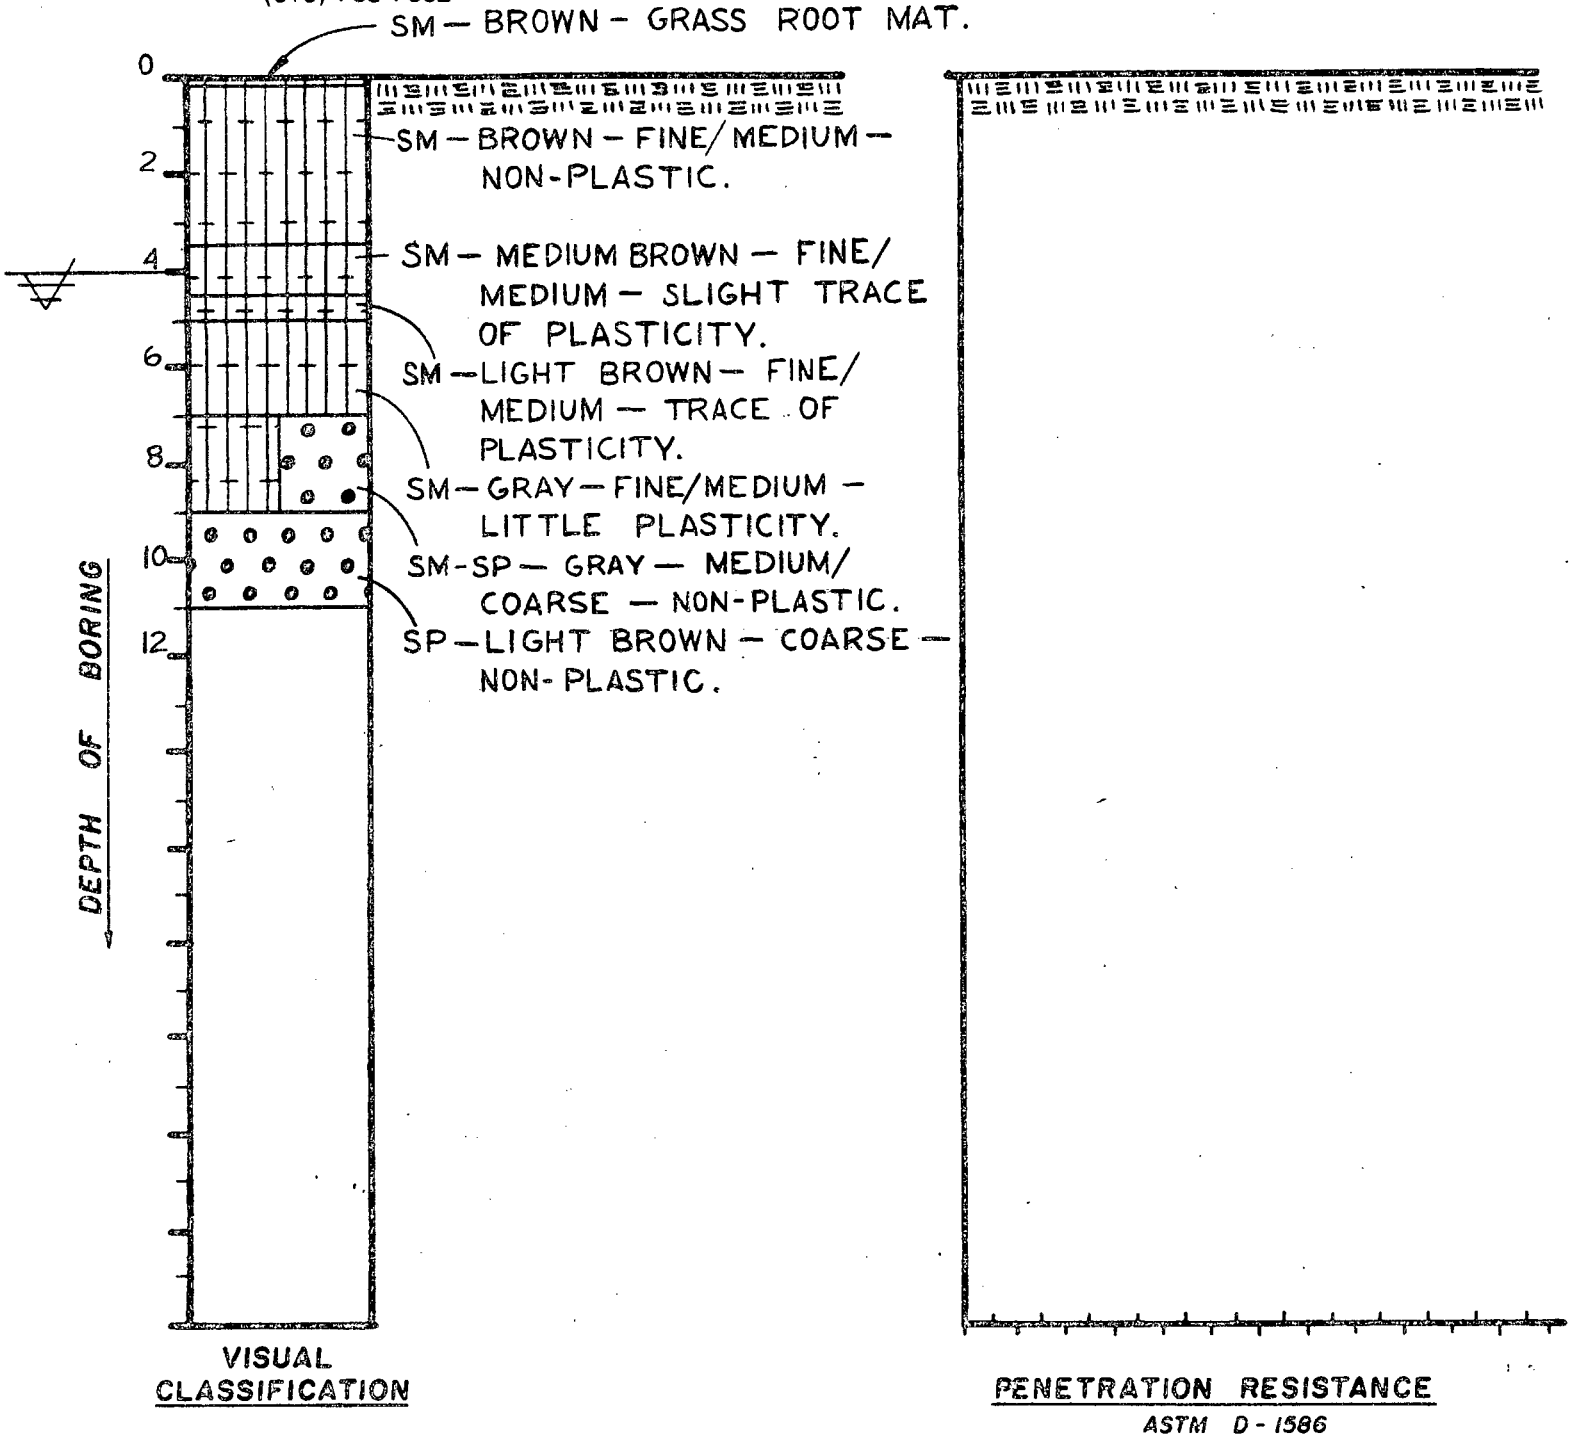 SM — BROWN — GRASS ROOT MAT.
0
SM — BROWN — FINE/MEDIUM —
2
NON-PLASTIC.
SM — MEDIUM BROWN — FINE/
4
MEDIUM — SLIGHT TRACE
OF PLASTICITY.
6
SM — LIGHT BROWN — FINE/
MEDIUM — TRACE OF
PLASTICITY.
8
SM — GRAY — FINE/MEDIUM —
LITTLE PLASTICITY.
10
SM-SP — GRAY — MEDIUM/
COARSE — NON-PLASTIC.
12
SP — LIGHT BROWN — COARSE —
NON-PLASTIC.
DEPTH OF BORING
VISUAL
CLASSIFICATION
PENETRATION RESISTANCE
ASTM D-1586